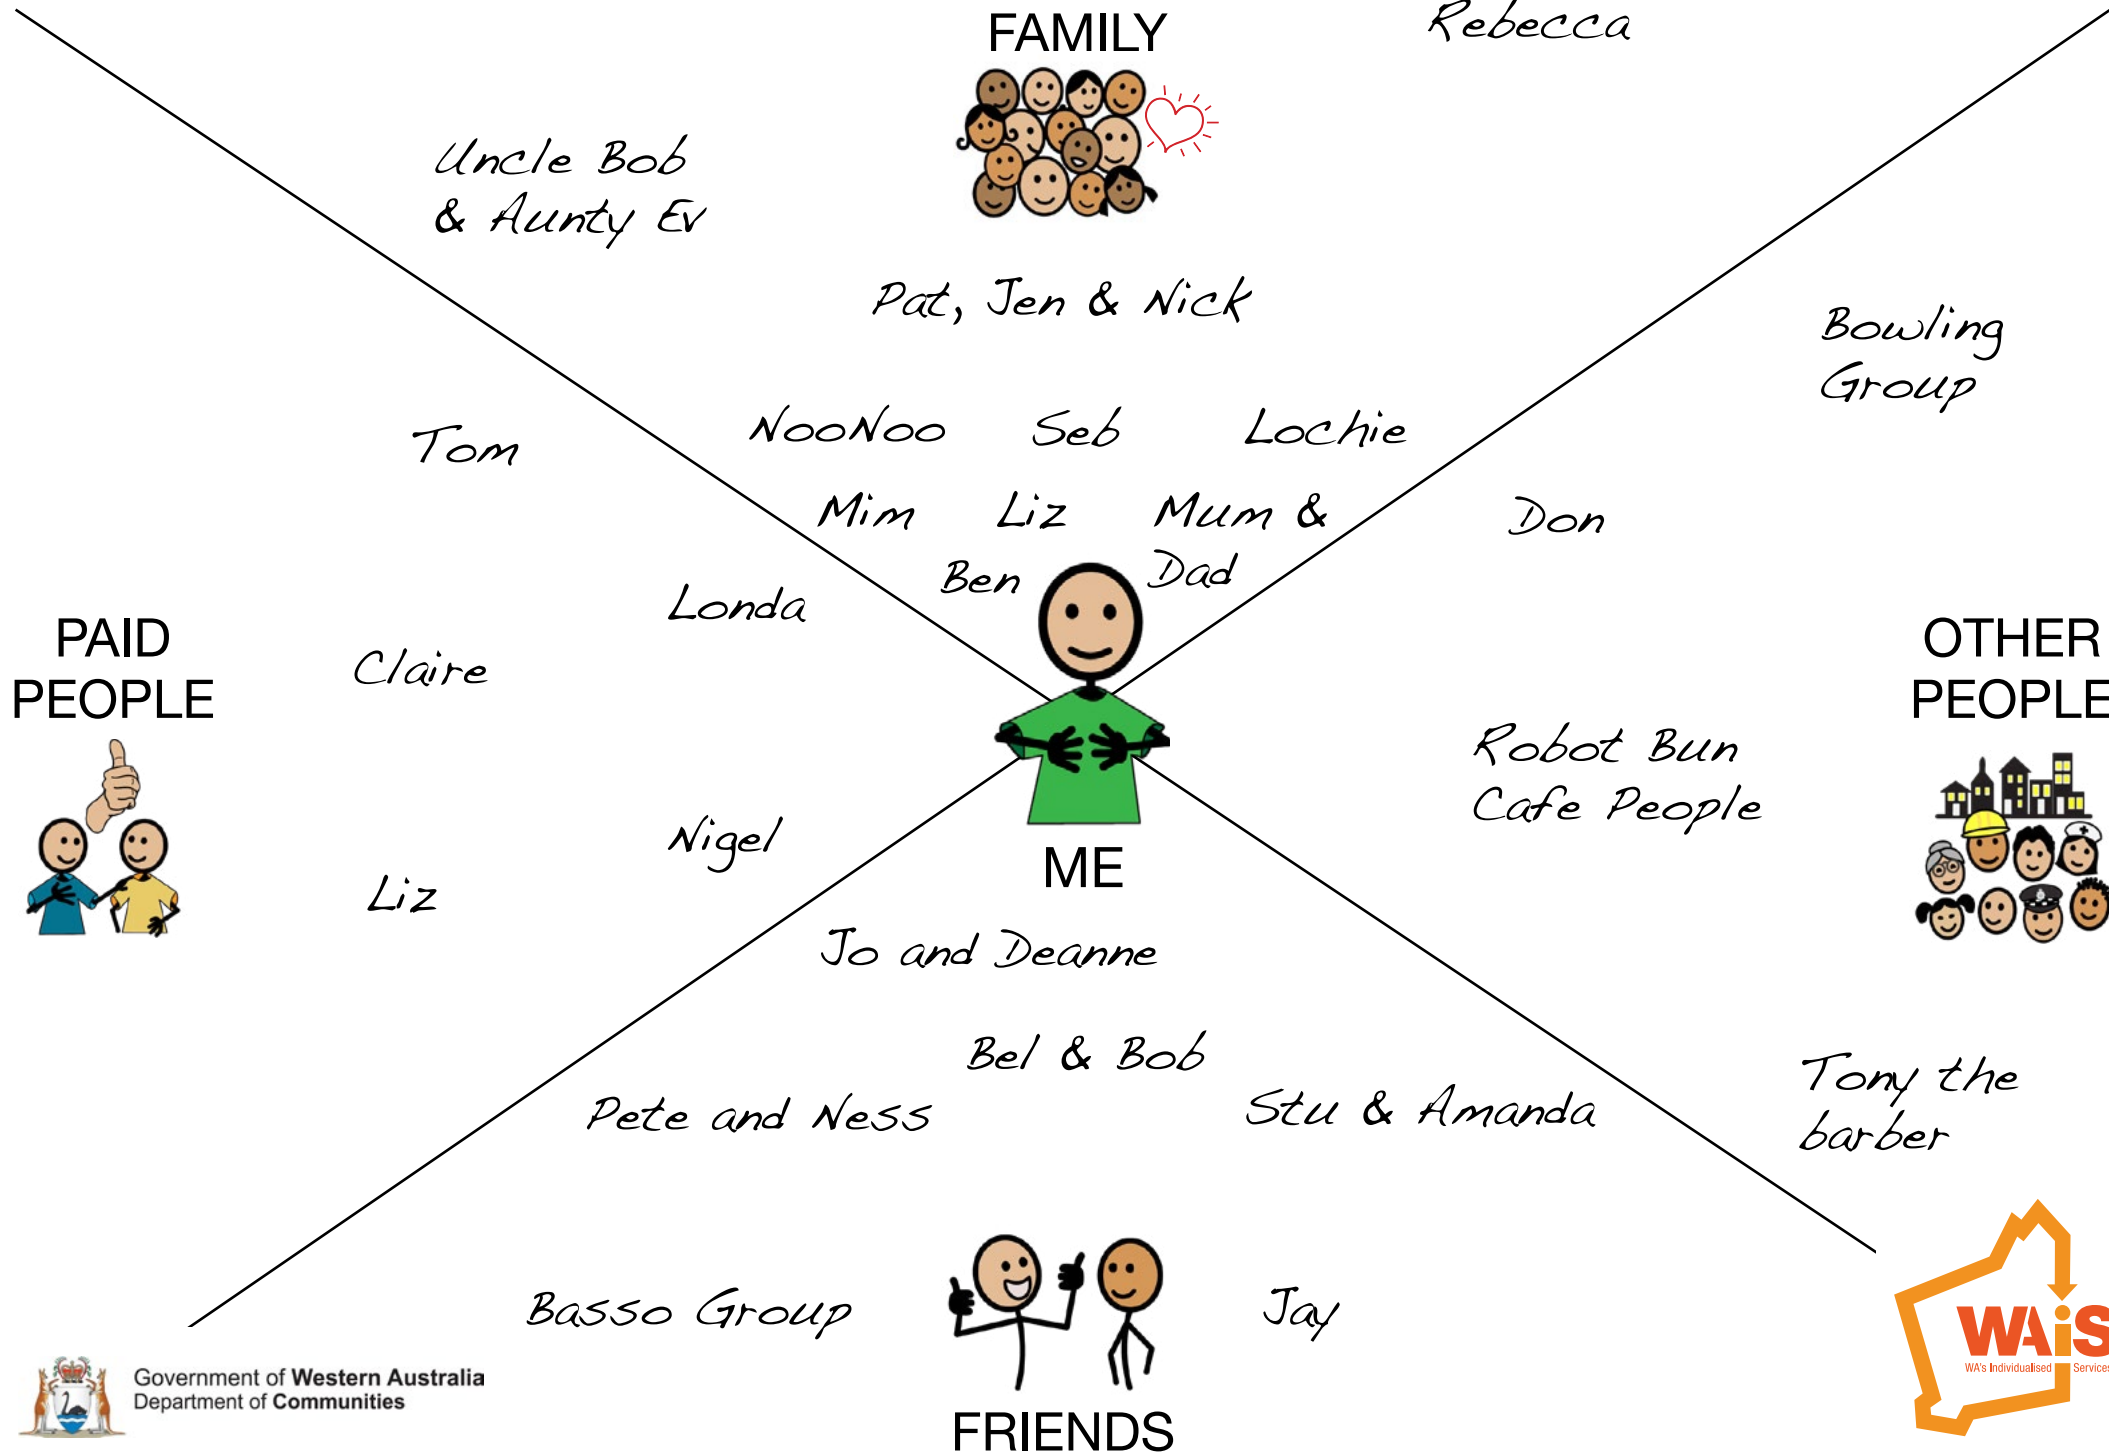 FAMILY
Rebecca
Uncle Bob
& Aunty Ev
Pat, Jen & Nick
Bowling
Group
NooNoo Seb Lochie
Tom
Mim Liz Mum &
Dad
Ben
Don
Londa
PAID
PEOPLE
Claire
OTHER
PEOPLE
Robot Bun
Cafe People
Nigel
ME
Liz
Jo and Deanne
Bel & Bob
Pete and Ness
Stu & Amanda
Tony the
barber
Basso Group
Jay
FRIENDS
Government of Western Australia
Department of Communities
WAiS
WA's Individualised Services